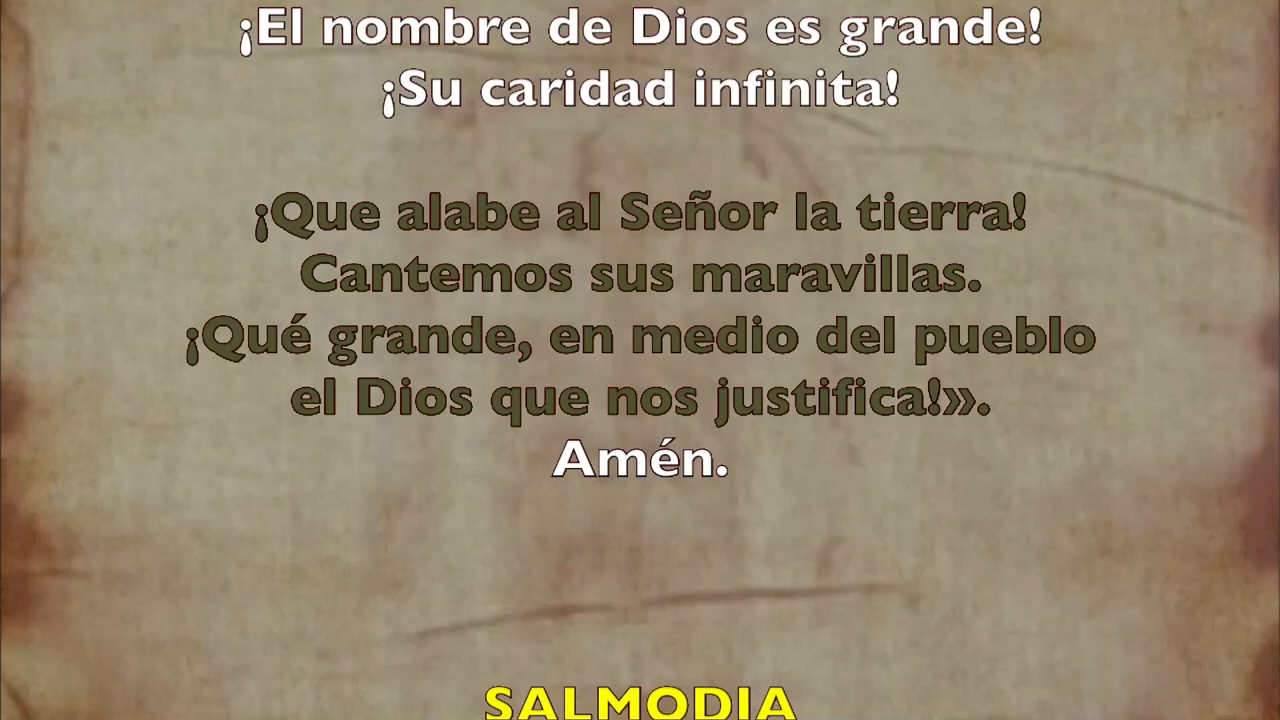 ¡El nombre de Dios es grande!
¡Su caridad infinita!
¡Que alabe al Señor la tierra!
Cantemos sus maravillas.
¡Qué grande, en medio del pueblo
el Dios que nos justifica!».
Amén.
SALMODIA